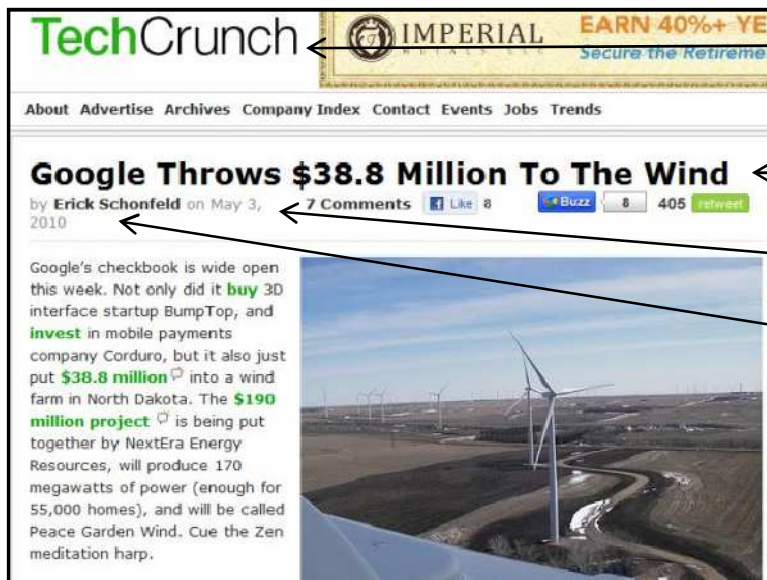 TechCrunch
IMPERIAL
EARN 40%+ YE
Secure the Retireme
About Advertise Archives Company Index Contact Events Jobs Trends
Google Throws $38.8 Million To The Wind
by Erick Schonfeld on May 3,
2010
7 Comments Like 8 Buzz 8 405 retweet
Google's checkbook is wide open
this week. Not only did it buy 3D
interface startup BumpTop, and
invest in mobile payments
company Corduro, but it also just
put $38.8 million into a wind
farm in North Dakota. The $190
million project is being put
together by NextEra Energy
Resources, will produce 170
megawatts of power (enough for
55,000 homes), and will be called
Peace Garden Wind. Cue the Zen
meditation harp.